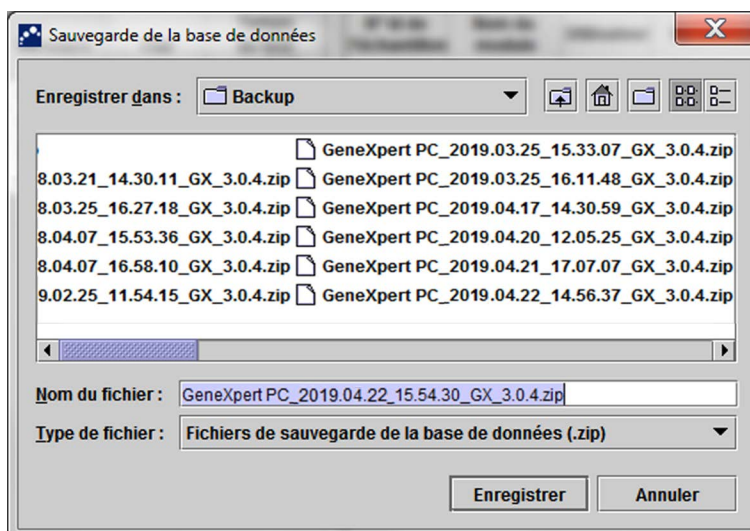 Sauvegarde de la base de données
Enregistrer dans :
Backup
GeneXpert PC_2019.03.25_15.33.07_GX_3.0.4.zip
8.03.21_14.30.11_GX_3.0.4.zip
GeneXpert PC_2019.03.25_16.11.48_GX_3.0.4.zip
8.03.25_16.27.18_GX_3.0.4.zip
GeneXpert PC_2019.04.17_14.30.59_GX_3.0.4.zip
8.04.07_15.53.36_GX_3.0.4.zip
GeneXpert PC_2019.04.20_12.05.25_GX_3.0.4.zip
8.04.07_16.58.10_GX_3.0.4.zip
GeneXpert PC_2019.04.21_17.07.07_GX_3.0.4.zip
9.02.25_11.54.15_GX_3.0.4.zip
GeneXpert PC_2019.04.22_14.56.37_GX_3.0.4.zip
Nom du fichier :
GeneXpert PC_2019.04.22_15.54.30_GX_3.0.4.zip
Type de fichier :
Fichiers de sauvegarde de la base de données (.zip)
Enregistrer
Annuler